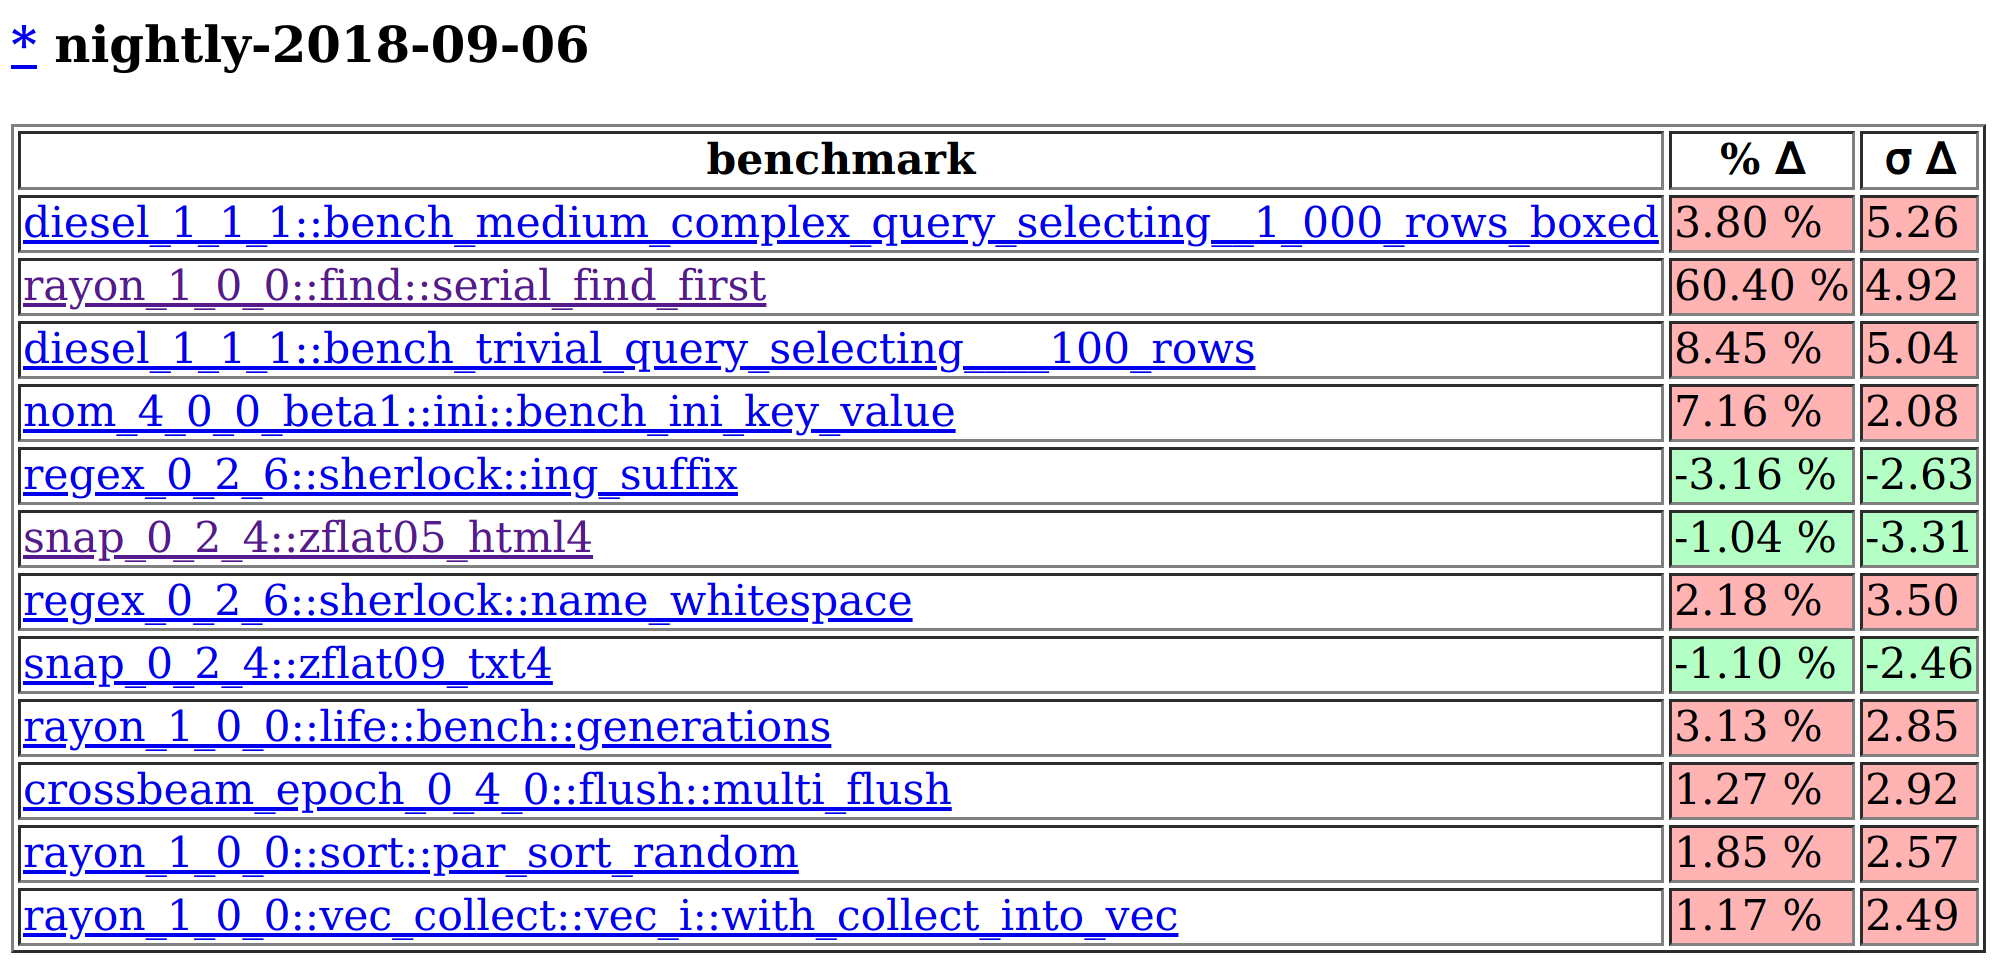 * nightly-2018-09-06
benchmark % Δ σ Δ
diesel_1_1_1::bench_medium_complex_query_selecting__1_000_rows_boxed 3.80 % 5.26
rayon_1_0_0::find::serial_find_first 60.40 % 4.92
diesel_1_1_1::bench_trivial_query_selecting____100_rows 8.45 % 5.04
nom_4_0_0_beta1::ini::bench_ini_key_value 7.16 % 2.08
regex_0_2_6::sherlock::ing_suffix -3.16 % -2.63
snap_0_2_4::zflat05_html4 -1.04 % -3.31
regex_0_2_6::sherlock::name_whitespace 2.18 % 3.50
snap_0_2_4::zflat09_txt4 -1.10 % -2.46
rayon_1_0_0::life::bench::generations 3.13 % 2.85
crossbeam_epoch_0_4_0::flush::multi_flush 1.27 % 2.92
rayon_1_0_0::sort::par_sort_random 1.85 % 2.57
rayon_1_0_0::vec_collect::vec_i::with_collect_into_vec 1.17 % 2.49